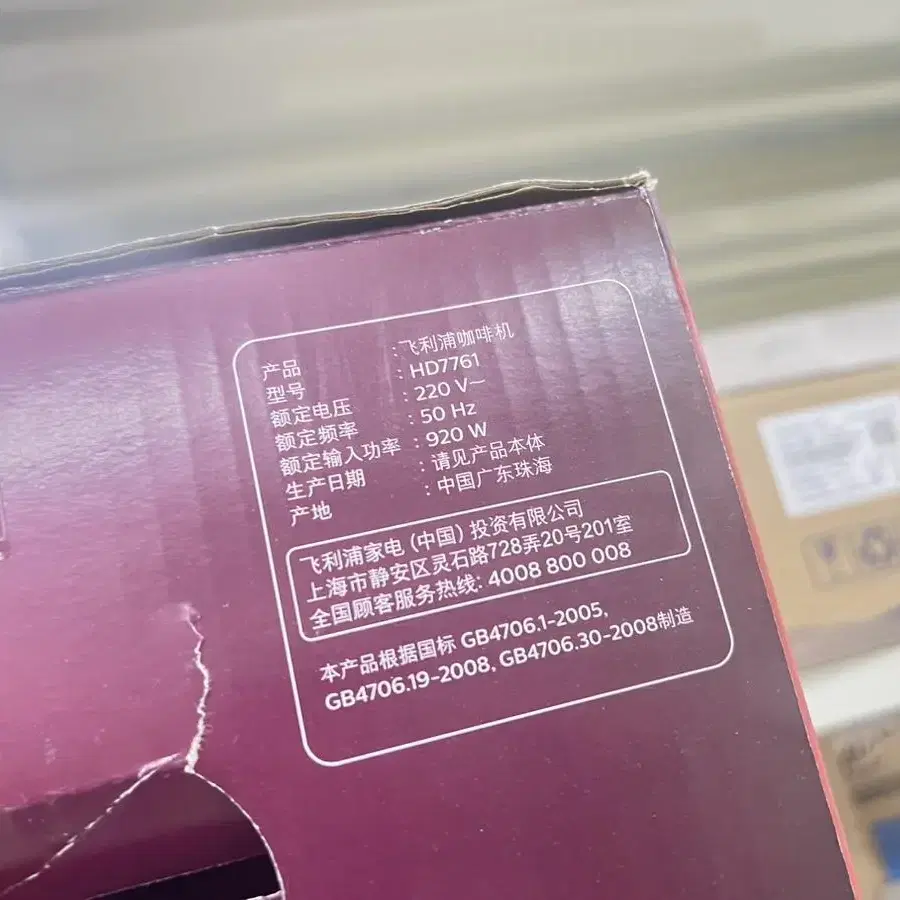 产品 : 飞利浦咖啡机
型号 : HD7761
额定电压 : 220 V~
额定频率 : 50 Hz
额定输入功率 : 920 W
生产日期 : 请见产品本体
产地 : 中国广东珠海
飞利浦家电 (中国) 投资有限公司
上海市静安区灵石路728弄20号201室
全国顾客服务热线: 4008 800 008
本产品根据国标 GB4706.1-2005,
GB4706.19-2008, GB4706.30-2008制造